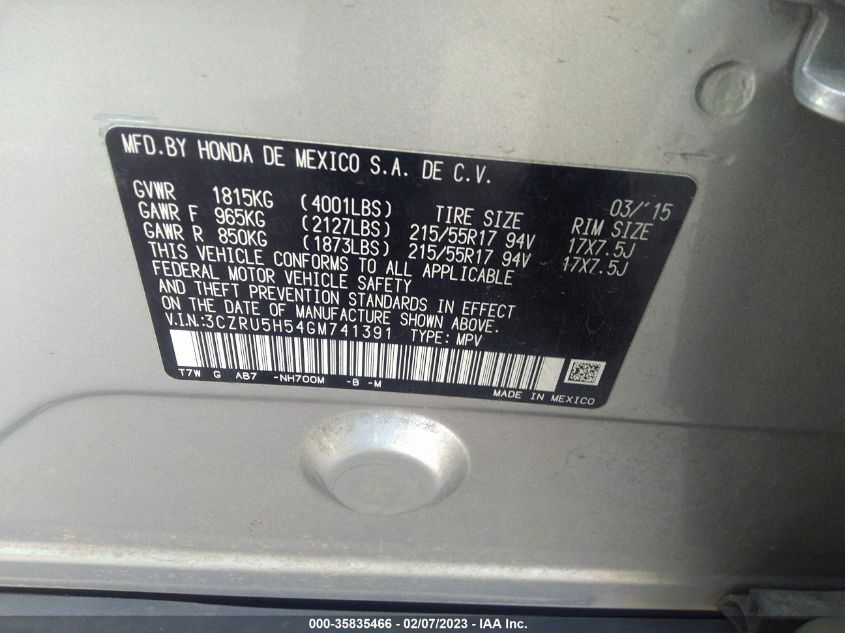 MFD.BY HONDA DE MEXICO S.A. DE C.V.
03/'15
GVWR 1815KG (4001LBS) TIRE SIZE RIM SIZE
GAWR F 965KG (2127LBS) 215/55R17 94V 17X7.5J
GAWR R 850KG (1873LBS) 215/55R17 94V 17X7.5J
THIS VEHICLE CONFORMS TO ALL APPLICABLE
FEDERAL MOTOR VEHICLE SAFETY
AND THEFT PREVENTION STANDARDS IN EFFECT
ON THE DATE OF MANUFACTURE SHOWN ABOVE.
V.I.N:3CZRU5H54GM741391 TYPE: MPV
T7W G AB7 -NH700M -B -M
MADE IN MEXICO
000-35835466 - 02/07/2023 - IAA Inc.